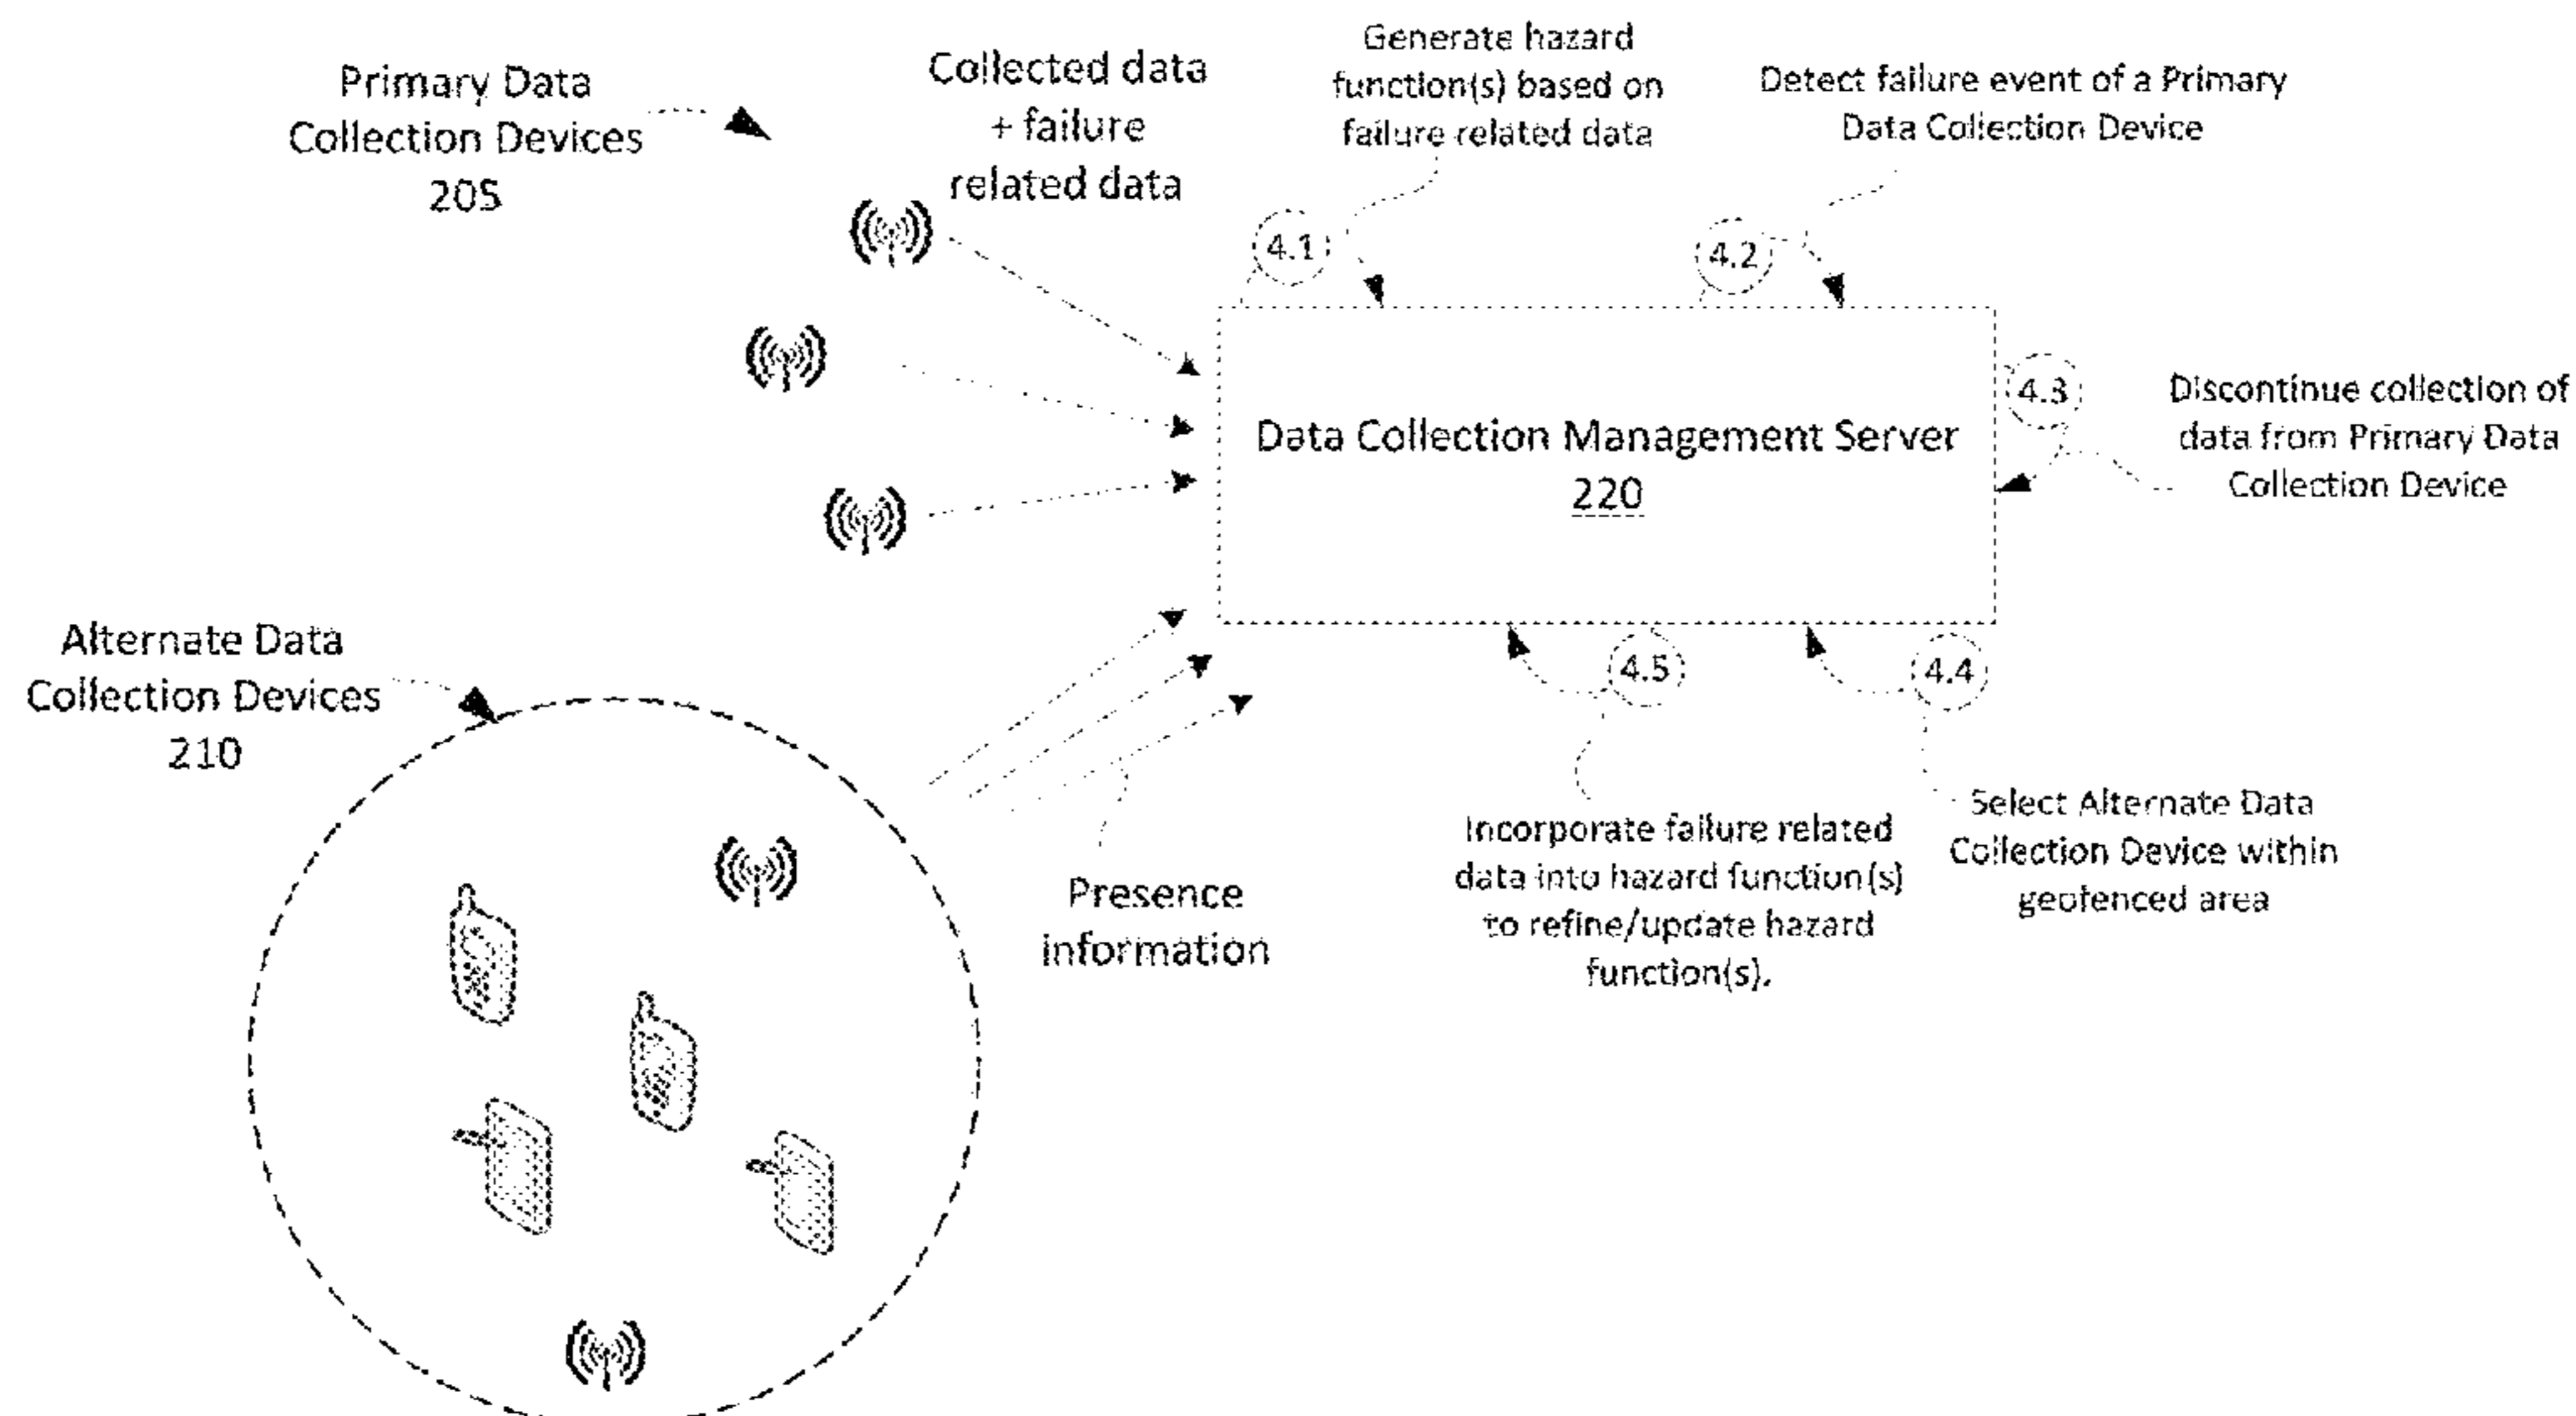 Primary Data
Collection Devices
205
Collected data
+ failure
related data
Generate hazard
function(s) based on
failure related data
Detect failure event of a Primary
Data Collection Device
4.1
4.2
4.3
Discontinue collection of
data from Primary Data
Collection Device
Data Collection Management Server
220
Alternate Data
Collection Devices
210
4.5
4.4
Presence
information
Incorporate failure related
data into hazard function(s)
to refine/update hazard
function(s).
Select Alternate Data
Collection Device within
geofenced area